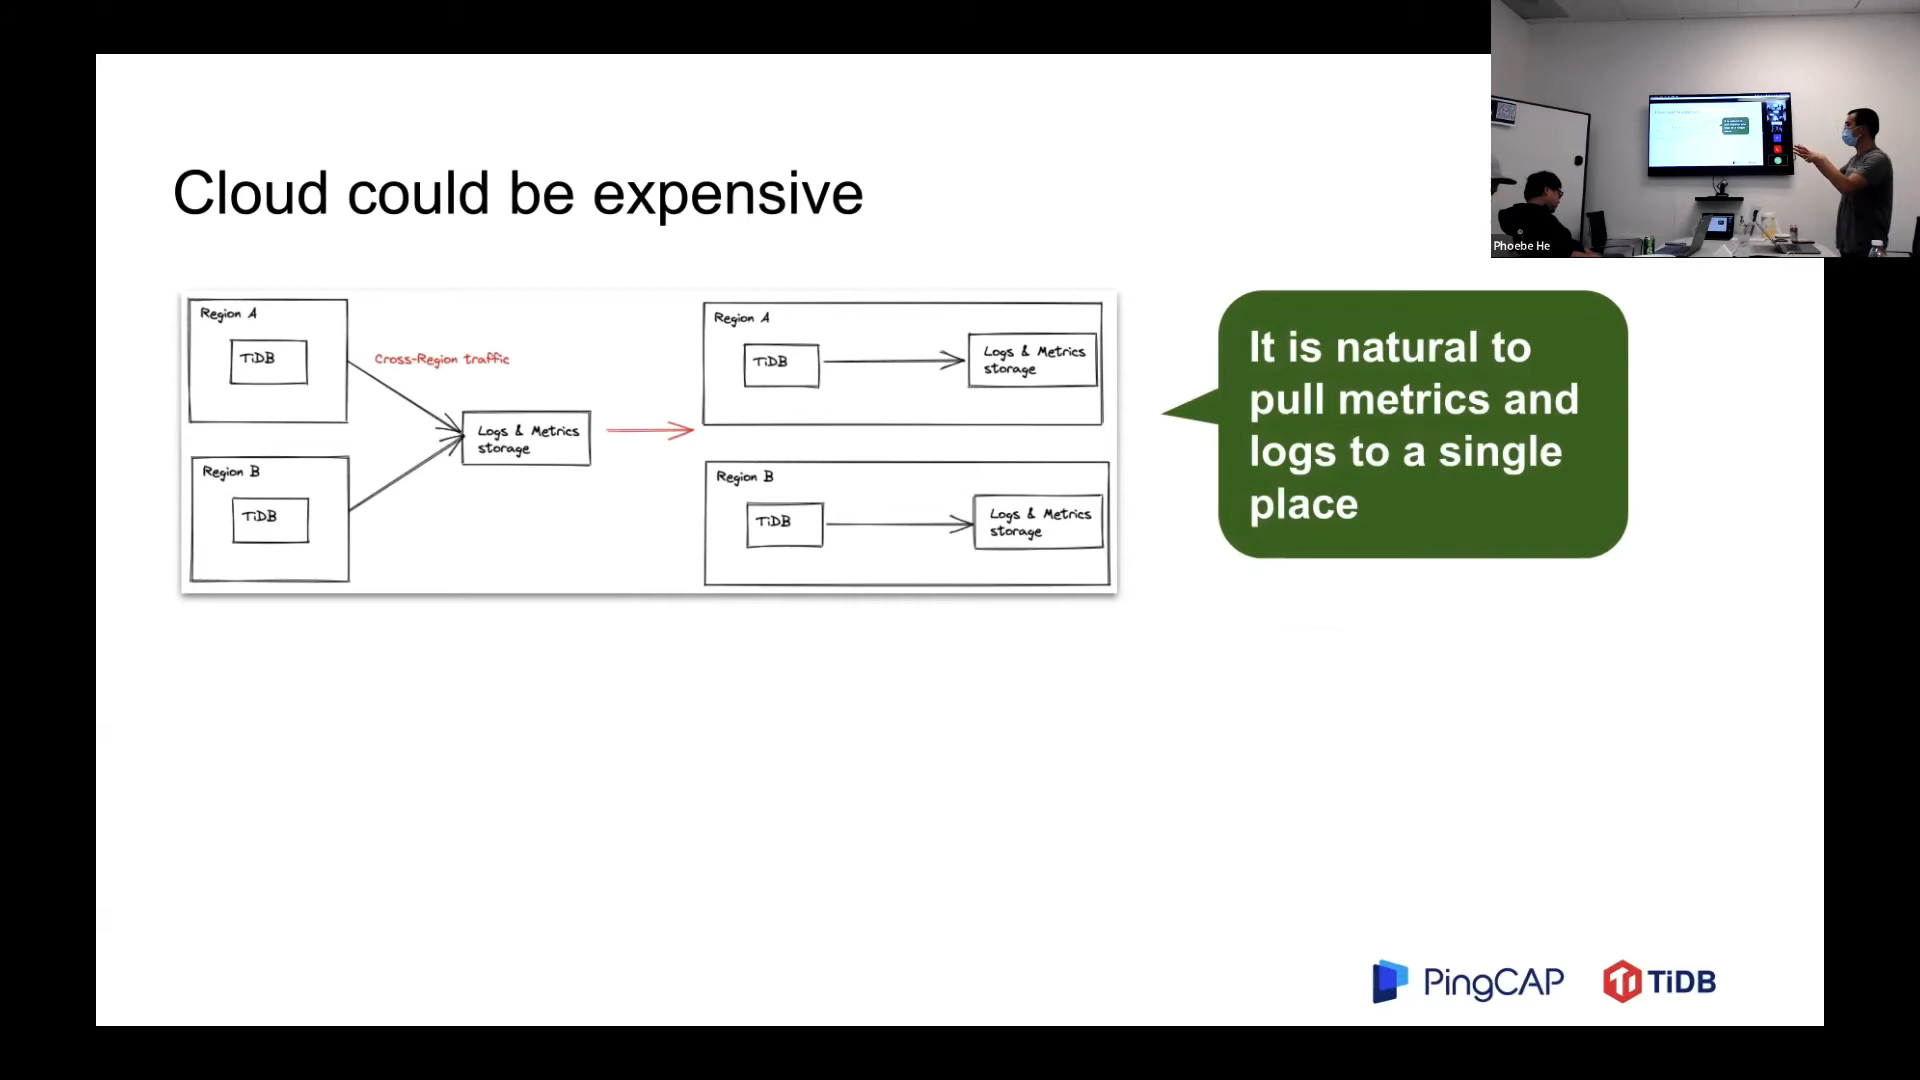 Cloud could be expensive
Region A
TiDB
Cross-Region traffic
Region B
TiDB
Logs & Metrics
storage
Region A
TiDB
Logs & Metrics
storage
Region B
TiDB
Logs & Metrics
storage
It is natural to
pull metrics and
logs to a single
place
Phoebe He
PingCAP
TiDB